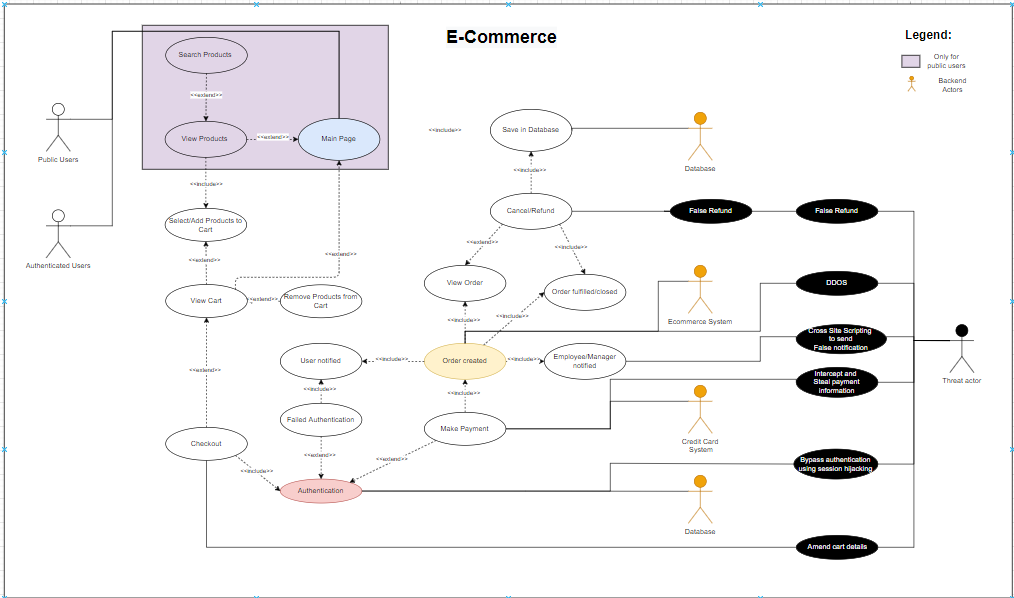 E-Commerce
Legend:
Only for
public users
Backend
Actors
Search Products
<<extend>>
View Products
<<extend>>
Main Page
Public Users
<<include>>
Select/Add Products to
Cart
Authenticated Users
<<extend>>
<<extend>>
View Cart
<<extend>>
Remove Products from
Cart
<<extend>>
Checkout
<<include>>
User notified
<<include>>
<<include>>
Failed Authentication
<<extend>>
Authentication
<<extend>>
<<include>>
Save in Database
<<include>>
Cancel/Refund
<<extend>>
<<include>>
View Order
Order fulfilled/closed
<<include>>
<<include>>
Order created
<<include>>
Employee/Manager
notified
<<include>>
Make Payment
Database
Ecommerce System
Credit Card
System
Database
False Refund
False Refund
DDOS
Cross Site Scripting
to send
False notification
Intercept and
Steal payment
information
Bypass authentication
using session hijacking
Amend cart details
Threat actor